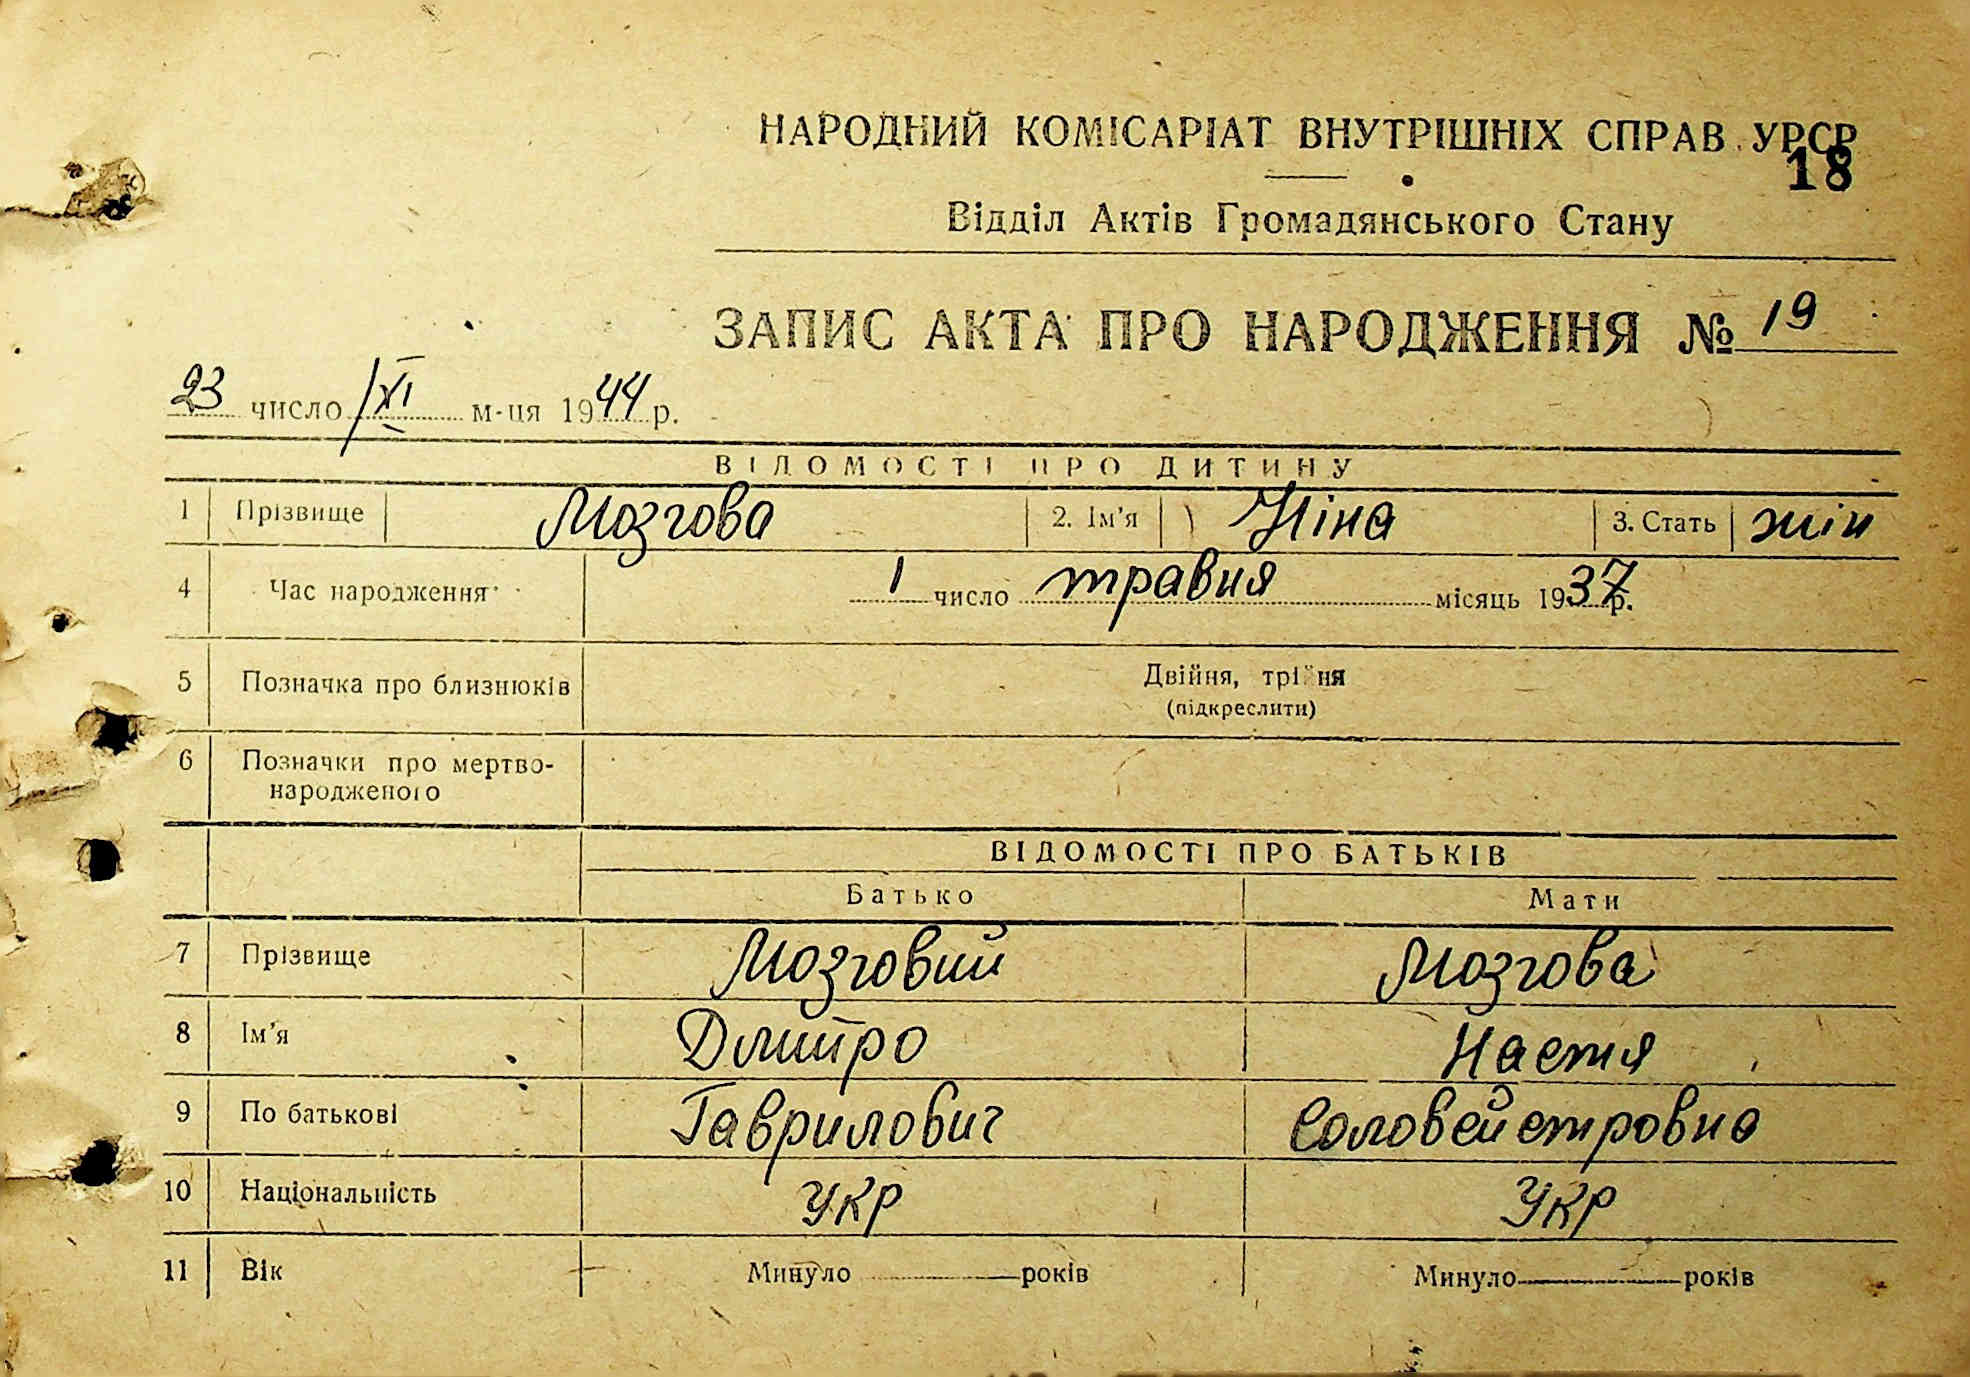 НАРОДНИЙ КОМІСАРІАТ ВНУТРІШНІХ СПРАВ УРСР
18
Відділ Актів Громадянського Стану
ЗАПИС АКТА ПРО НАРОДЖЕННЯ № 19
23 число /XI м-ця 1944 р.
ВІДОМОСТІ ПРО ДИТИНУ
1 Прізвище Мозгова 2. Ім'я Ніна 3. Стать жін
4 Час народження 1 число травня місяць 1937 р.
5 Позначка про близнюків Двійня, трійня
(підкреслити)
6 Позначки про мертво-
народженого
ВІДОМОСТІ ПРО БАТЬКІВ
Батько Мати
7 Прізвище Мозговий Мозгова
8 Ім'я Дмитро Настя
9 По батькові Гаврилович Соловейстровна
10 Національність УКР УКР
11 Вік Минуло років Минуло років